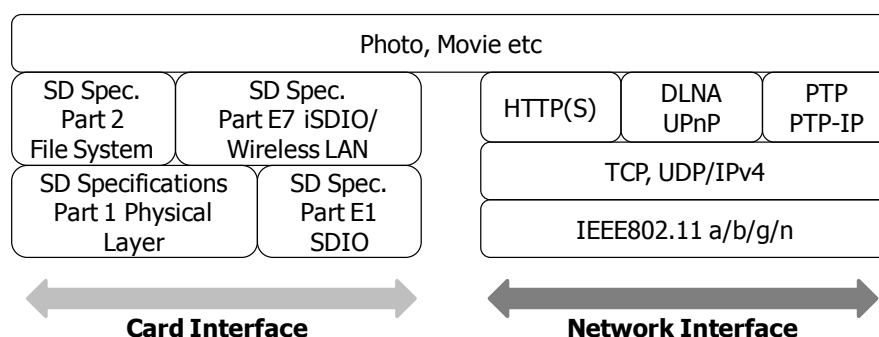 Photo, Movie etc
SD Spec.
Part 2
File System
SD Spec.
Part E7 iSDIO/
Wireless LAN
HTTP(S)
DLNA
UPnP
PTP
PTP-IP
SD Specifications
Part 1 Physical
Layer
SD Spec.
Part E1
SDIO
TCP, UDP/IPv4
IEEE802.11 a/b/g/n
Card Interface
Network Interface